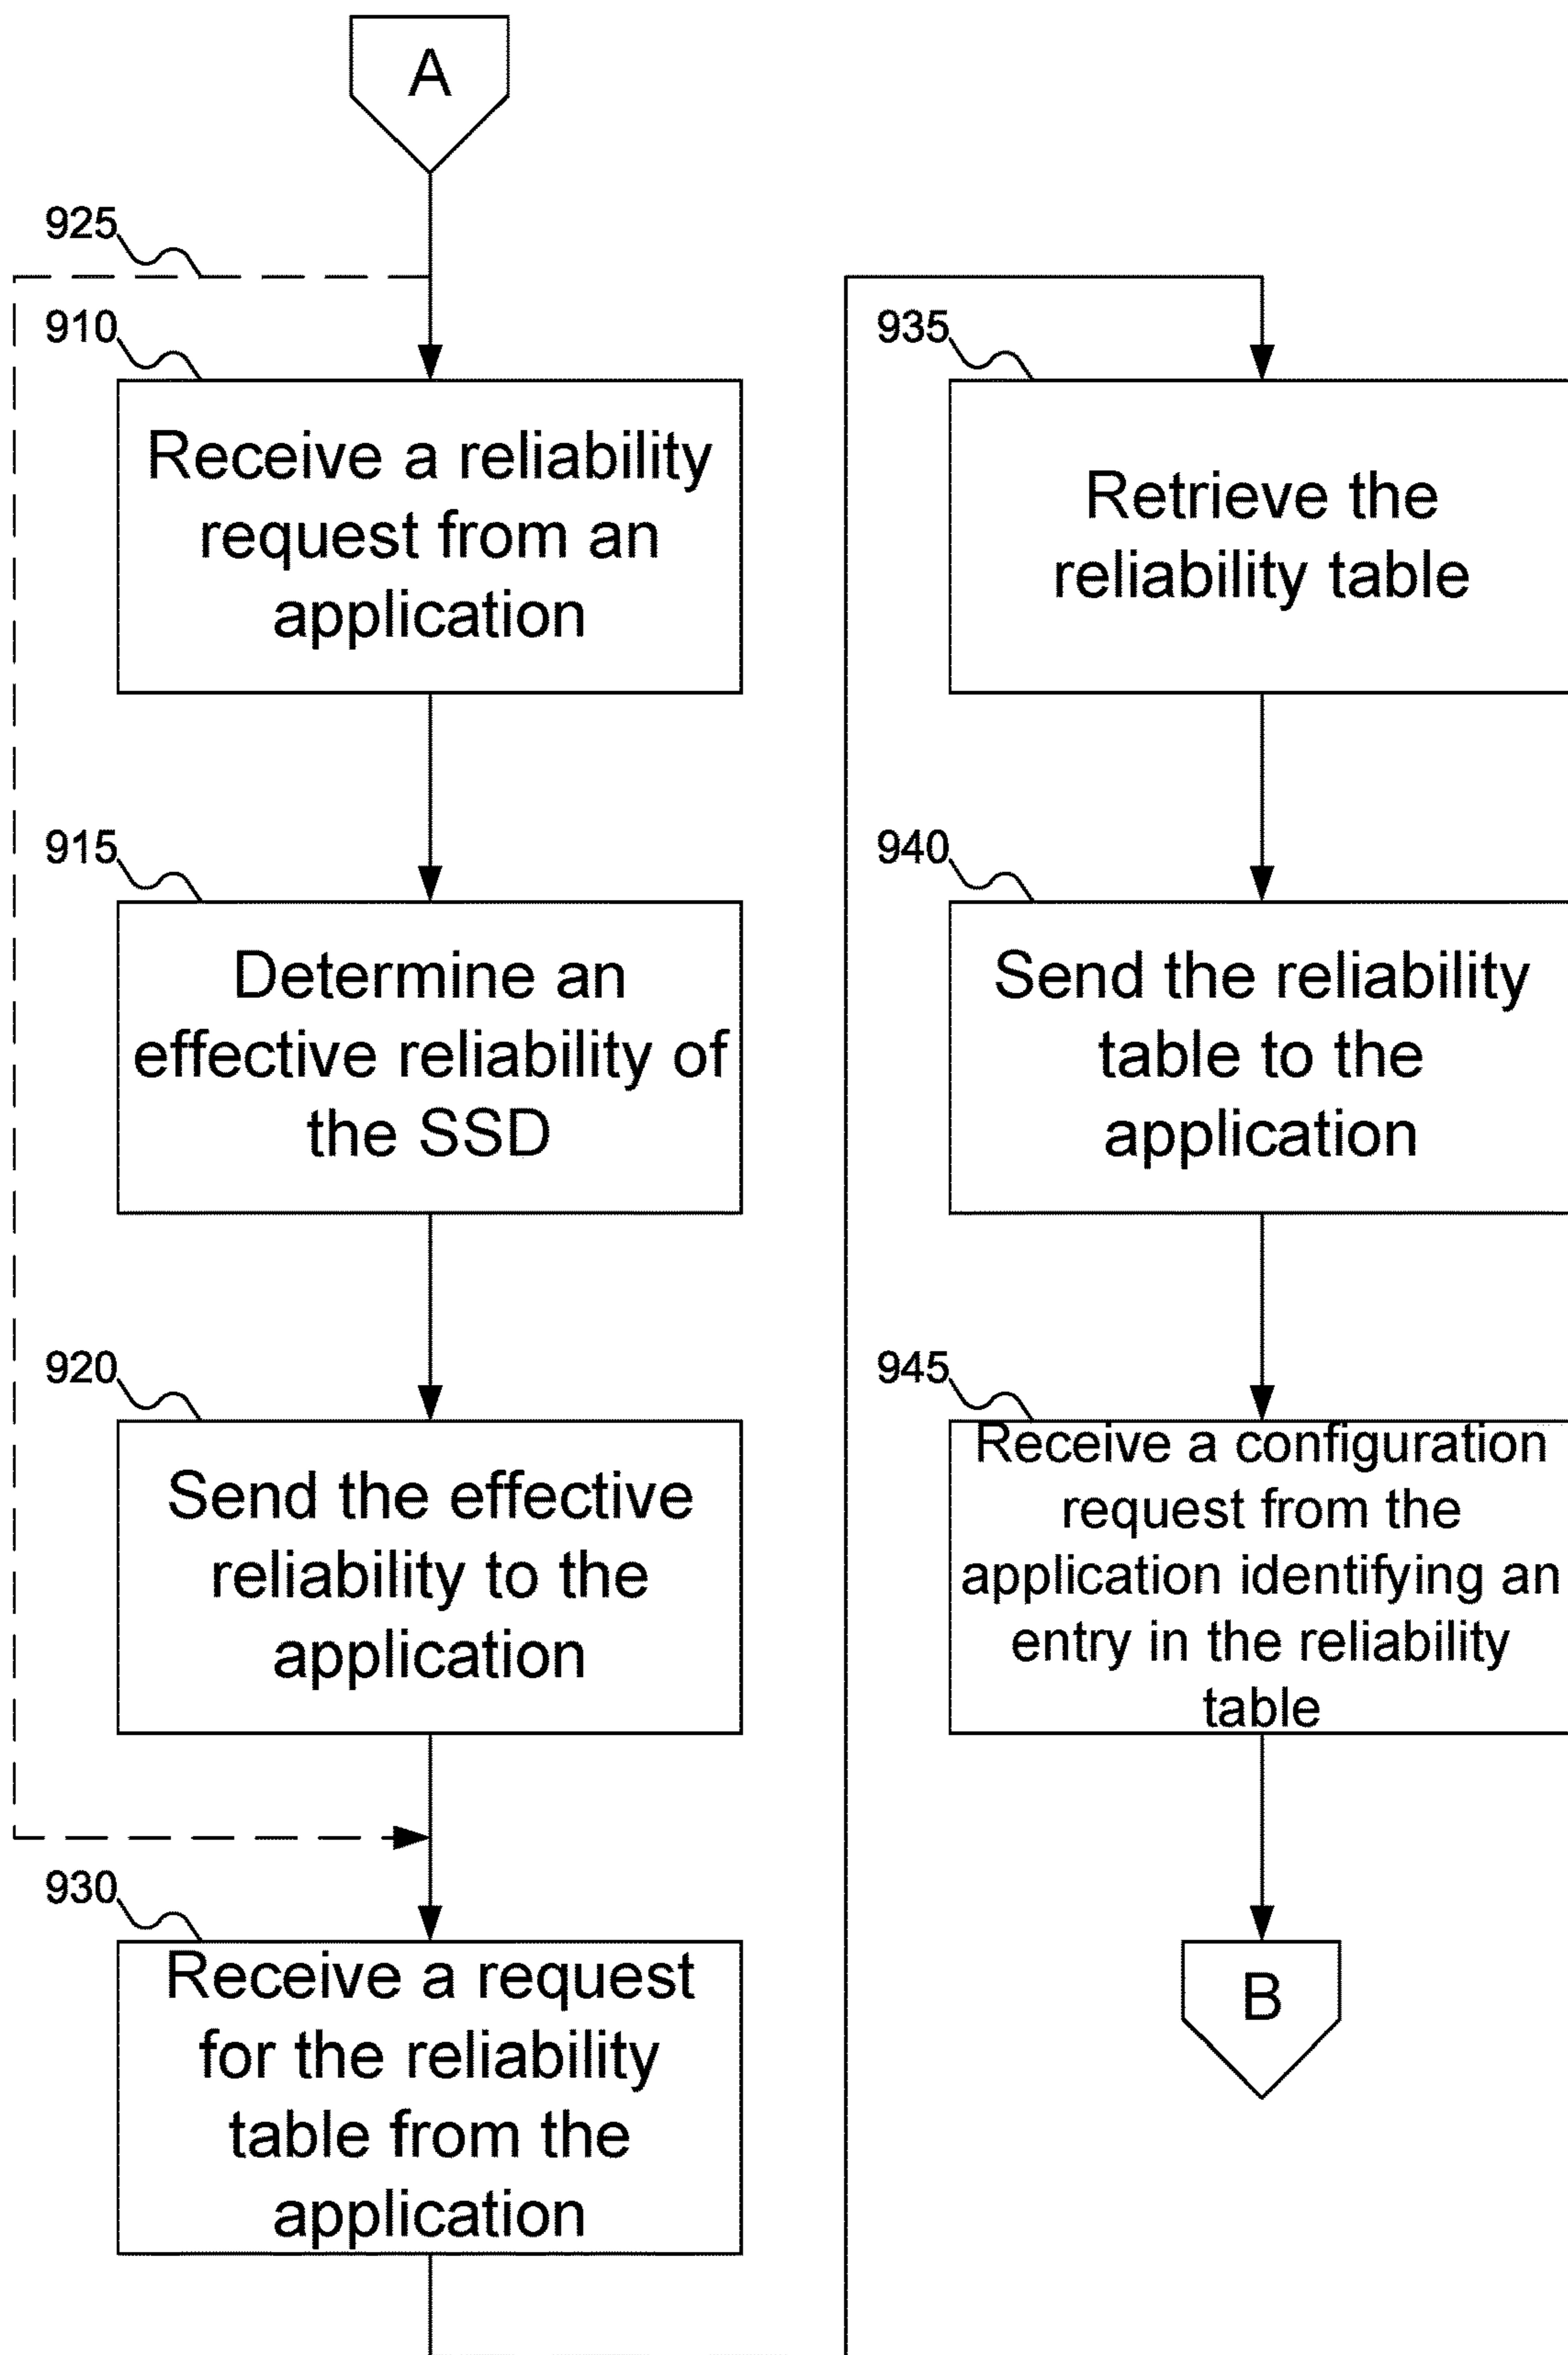 A
925
910
Receive a reliability
request from an
application
915
Determine an
effective reliability of
the SSD
920
Send the effective
reliability to the
application
930
Receive a request
for the reliability
table from the
application
935
Retrieve the
reliability table
940
Send the reliability
table to the
application
945
Receive a configuration
request from the
application identifying an
entry in the reliability
table
B